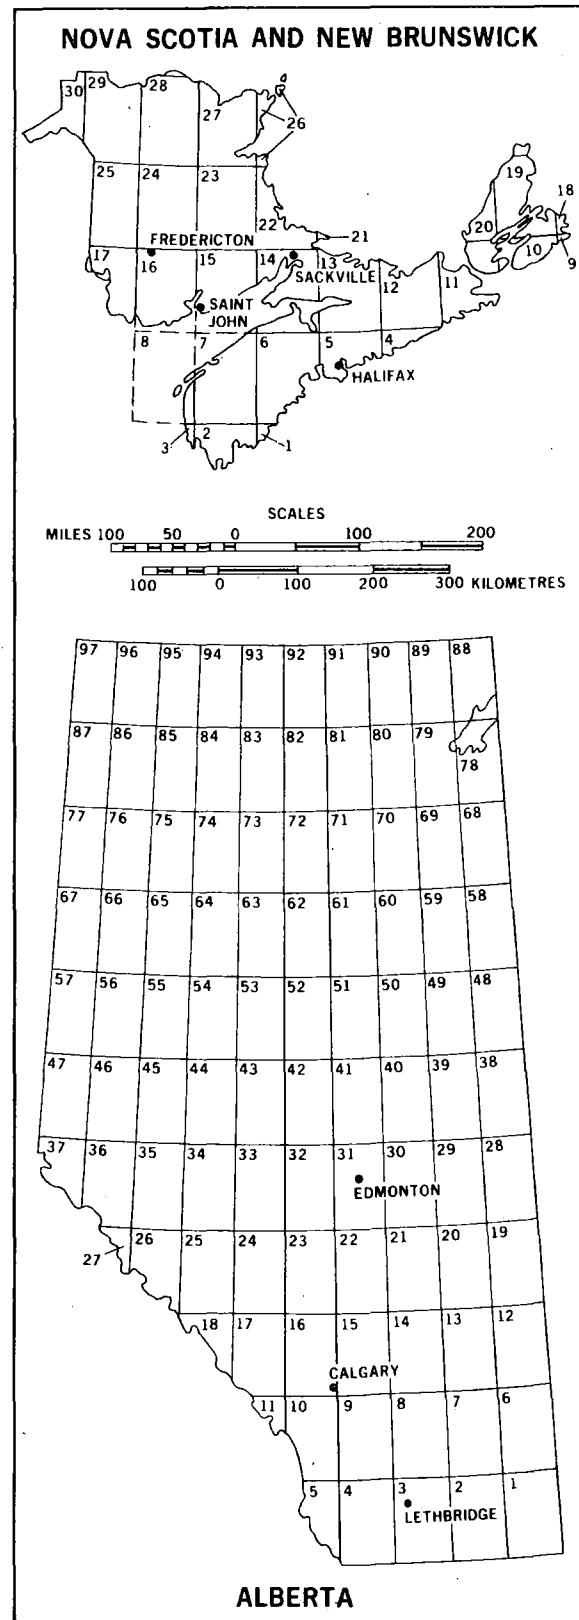 NOVA SCOTIA AND NEW BRUNSWICK
30 29 28 27 26
25 24 23 22 21
19 18
20 10 9
17 16 15 14 13 12 11
FREDERICTON
SACKVILLE
SAINT
JOHN
8 7 6 5 4
HALIFAX
3 2 1
SCALES
MILES 100 50 0 100 200
100 0 100 200 300 KILOMETRES
97 96 95 94 93 92 91 90 89 88
87 86 85 84 83 82 81 80 79
78
77 76 75 74 73 72 71 70 69 68
67 66 65 64 63 62 61 60 59 58
57 56 55 54 53 52 51 50 49 48
47 46 45 44 43 42 41 40 39 38
37 36 35 34 33 32 31 30 29 28
EDMONTON
27 26 25 24 23 22 21 20 19
18 17 16 15 14 13 12
CALGARY
11 10 9 8 7 6
5 4 3 2 1
LETHBRIDGE
ALBERTA